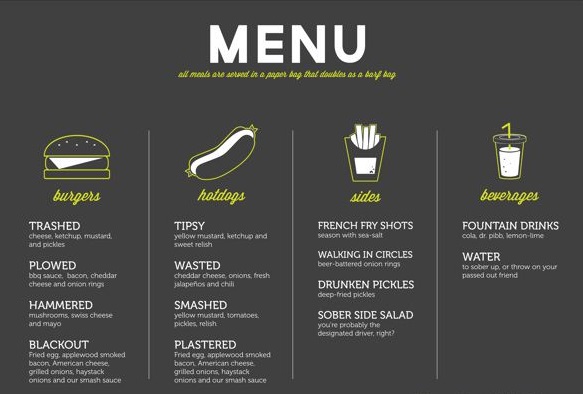 MENU
all meals are served in a paper bag that doubles as a barf bag
burgers
TRASHED
cheese, ketchup, mustard,
and pickles
PLOWED
bbq sauce, bacon, cheddar
cheese and onion rings
HAMMERED
mushrooms, swiss cheese
and mayo
BLACKOUT
Fried egg, applewood smoked
bacon, American cheese,
grilled onions, haystack
onions and our smash sauce
hotdogs
TIPSY
yellow mustard, ketchup and
sweet relish
WASTED
cheddar cheese, onions, fresh
jalapeños and chili
SMASHED
yellow mustard, tomatoes,
pickles, relish
PLASTERED
Fried egg, applewood smoked
bacon, American cheese,
grilled onions, haystack
onions and our smash sauce
sides
FRENCH FRY SHOTS
season with sea-salt
WALKING IN CIRCLES
beer-battered onion rings
DRUNKEN PICKLES
deep-fried pickles
SOBER SIDE SALAD
you're probably the
designated driver, right?
beverages
FOUNTAIN DRINKS
cola, dr. pibb, lemon-lime
WATER
to sober up, or throw on your
passed out friend